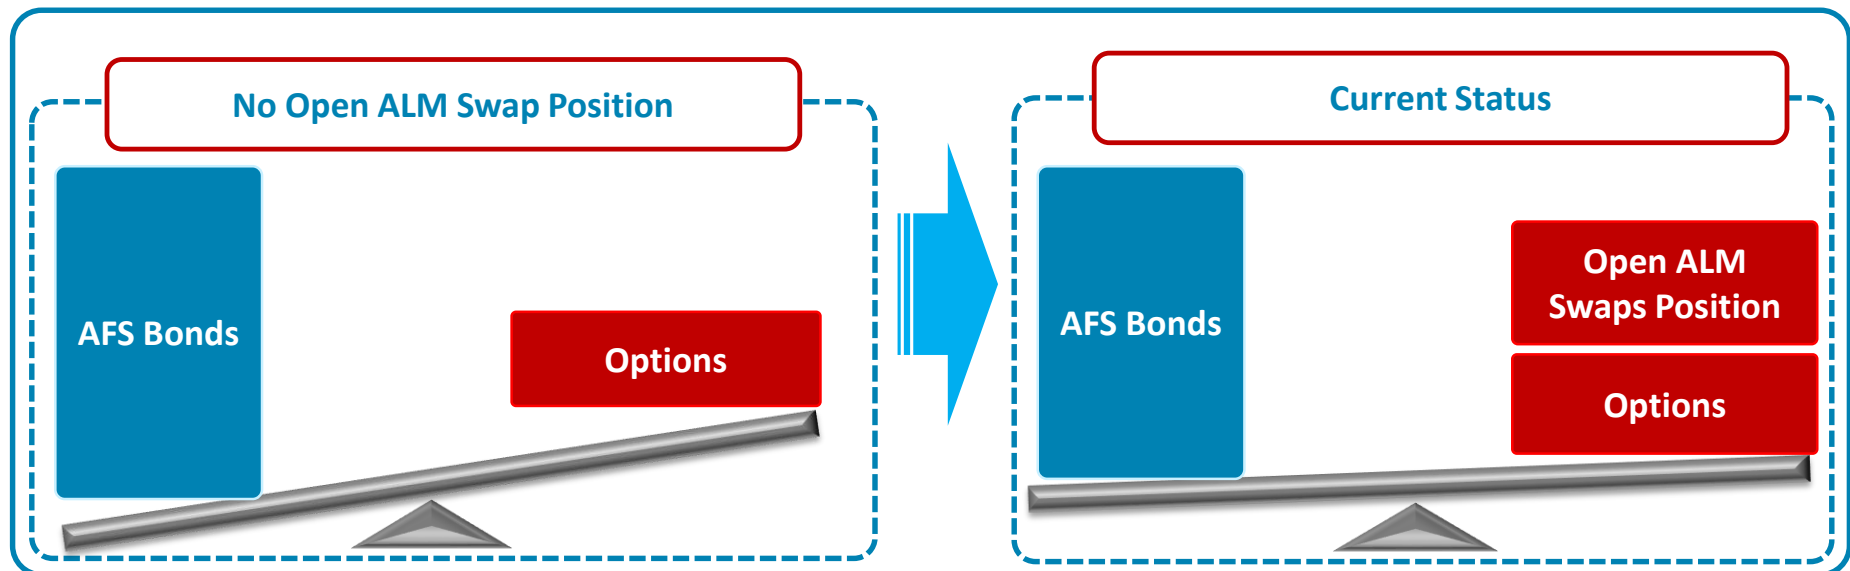 No Open ALM Swap Position
AFS Bonds
Options
Current Status
AFS Bonds
Open ALM
Swaps Position
Options